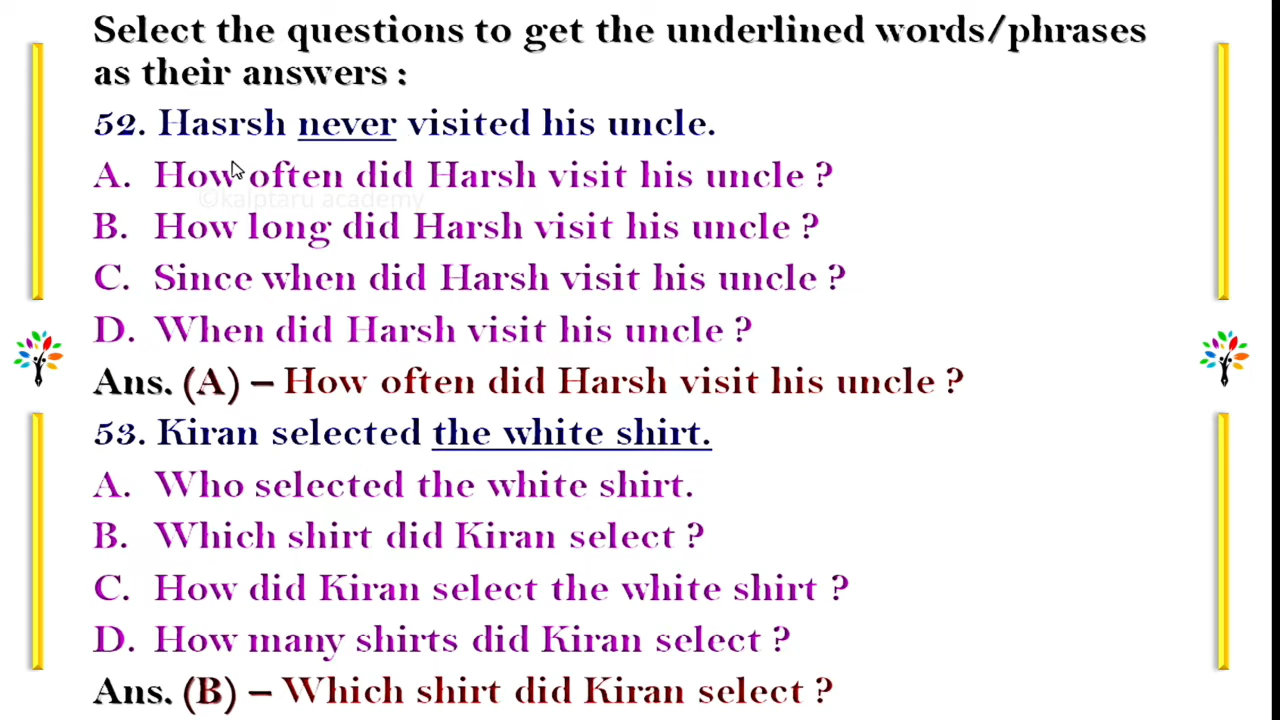 Select the questions to get the underlined words/phrases
as their answers :
52. Hasrsh never visited his uncle.
A. How often did Harsh visit his uncle ?
©kalptaru academy
B. How long did Harsh visit his uncle ?
C. Since when did Harsh visit his uncle ?
D. When did Harsh visit his uncle ?
Ans. (A) – How often did Harsh visit his uncle ?
53. Kiran selected the white shirt.
A. Who selected the white shirt.
B. Which shirt did Kiran select ?
C. How did Kiran select the white shirt ?
D. How many shirts did Kiran select ?
Ans. (B) – Which shirt did Kiran select ?